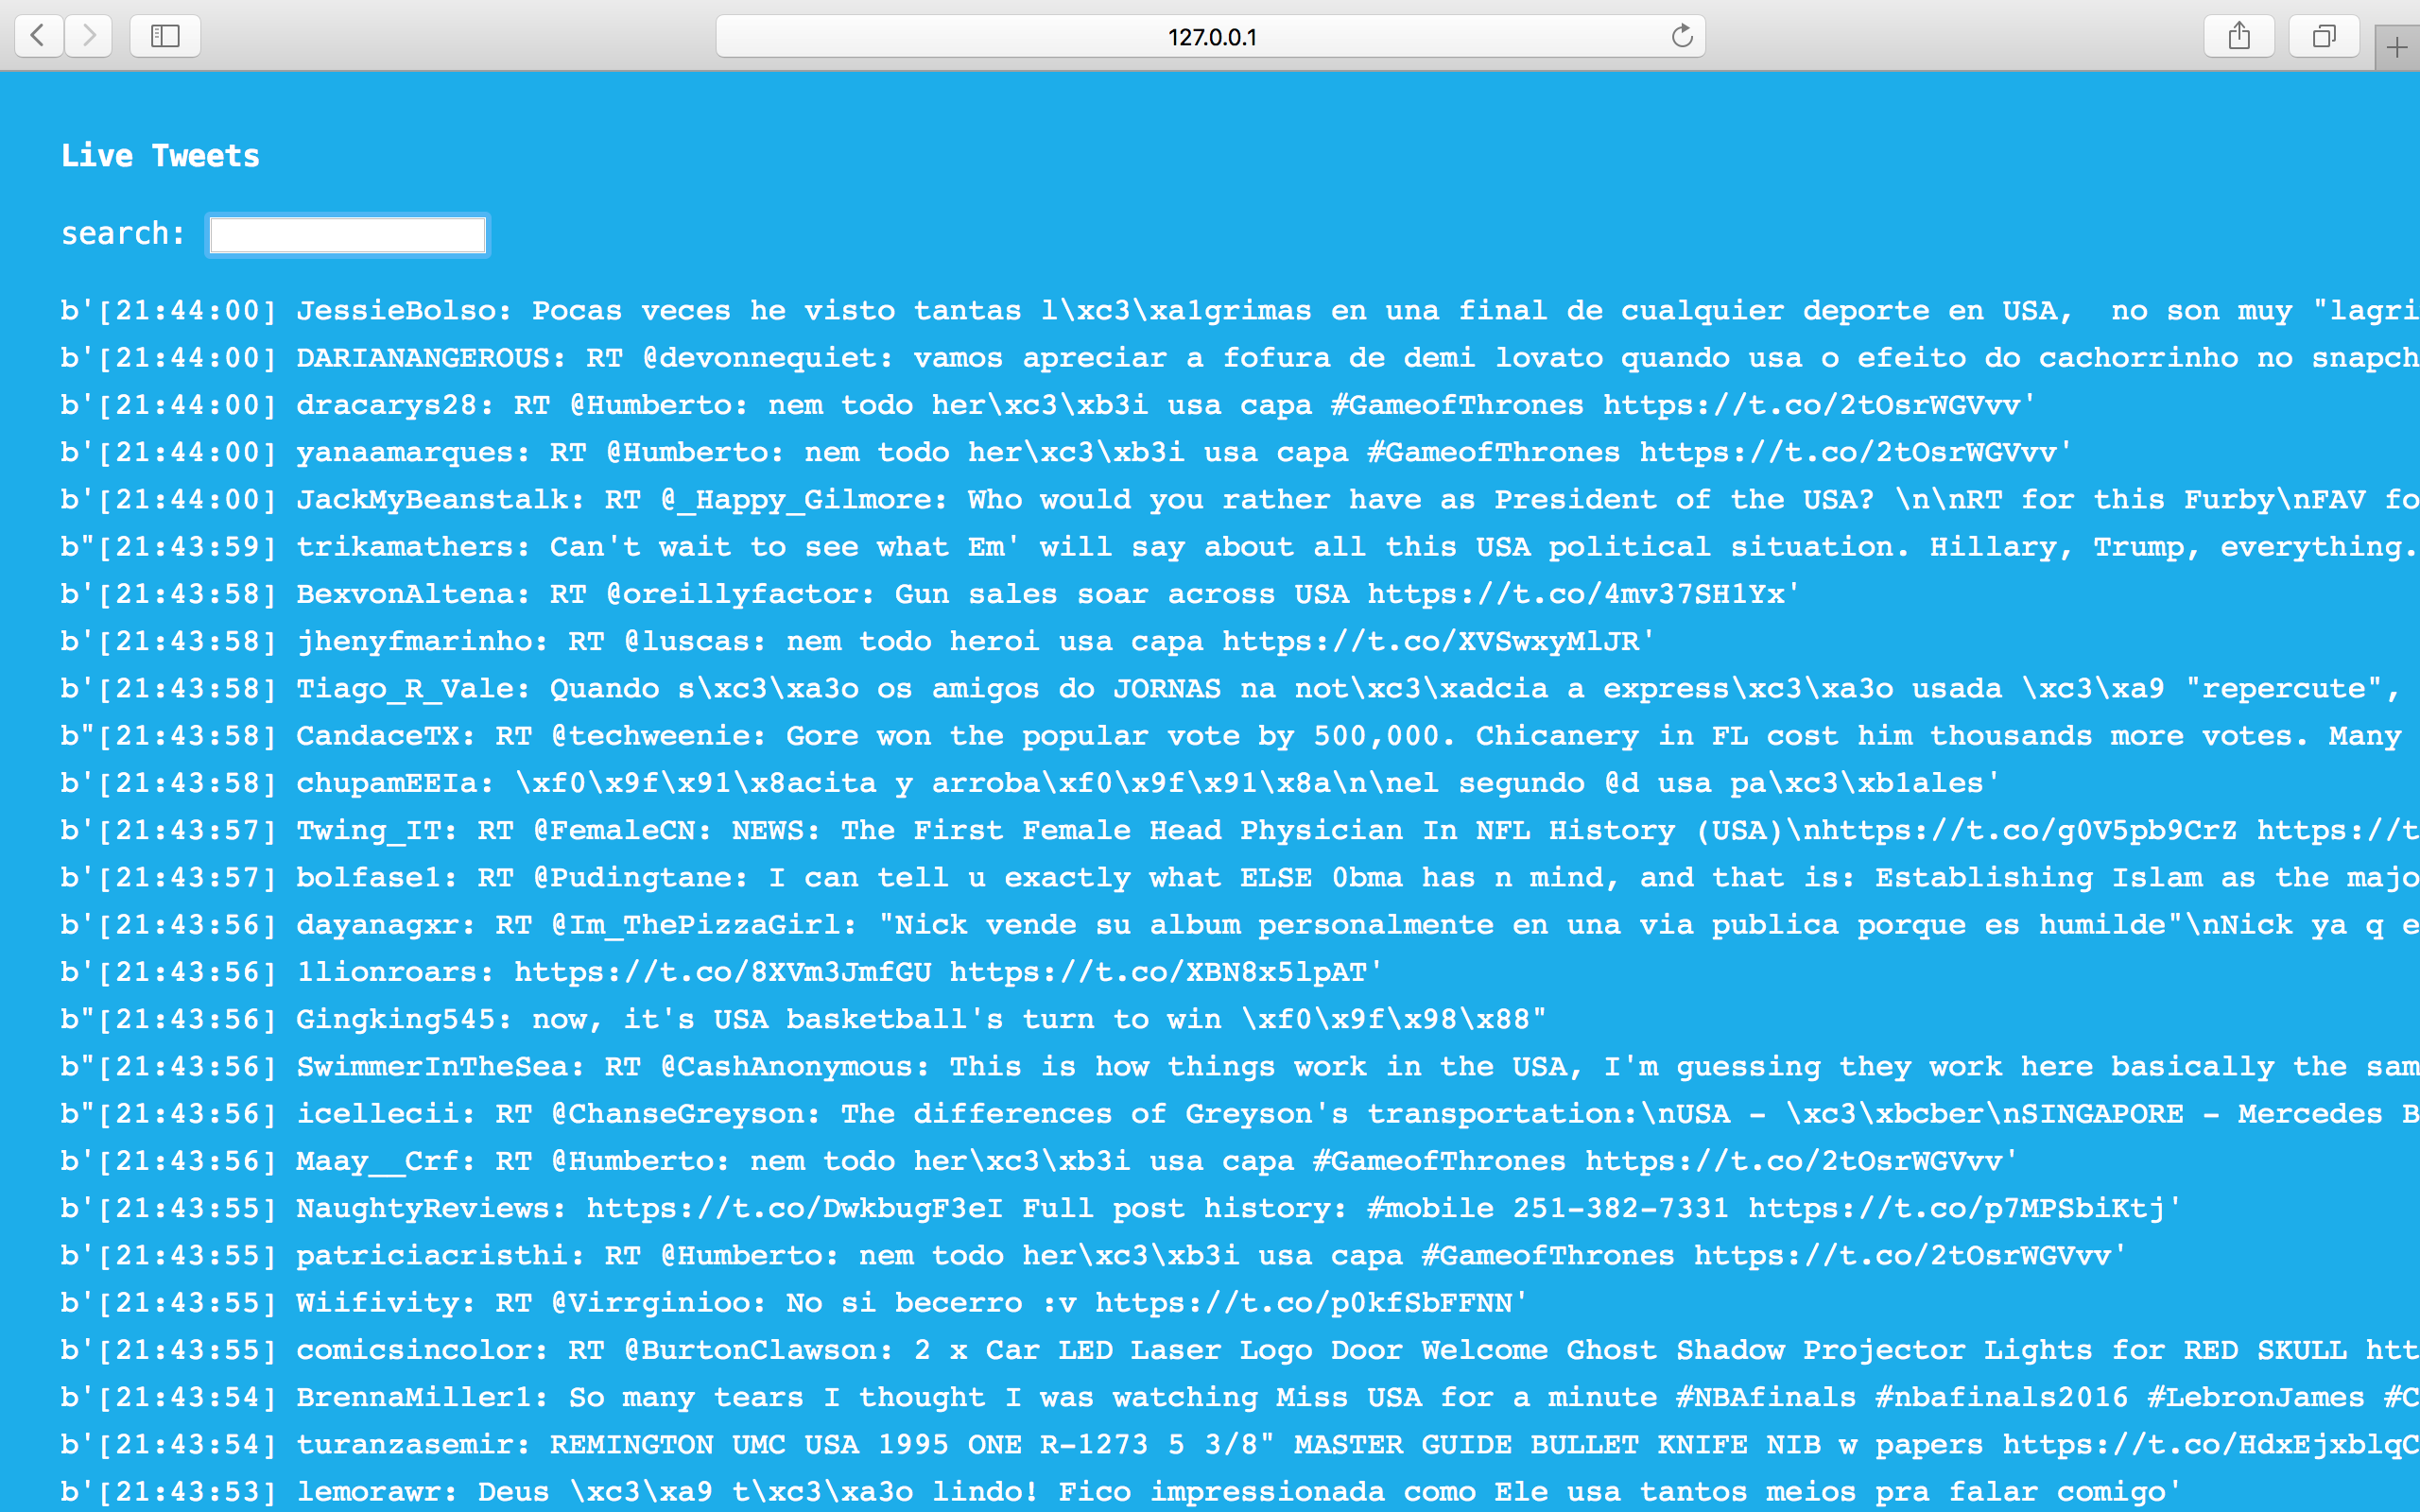 127.0.0.1
Live Tweets
search:
b'[21:44:00] JessieBolso: Pocas veces he visto tantas l\xc3\xa1grimas en una final de cualquier deporte en USA,  no son muy "lagri
b'[21:44:00] DARIANANGEROUS: RT @devonnequiet: vamos apreciar a fofura de demi lovato quando usa o efeito do cachorrinho no snapch
b'[21:44:00] dracarys28: RT @Humberto: nem todo her\xc3\xb3i usa capa #GameofThrones https://t.co/2tOsrWGVvv'
b'[21:44:00] yanaamarques: RT @Humberto: nem todo her\xc3\xb3i usa capa #GameofThrones https://t.co/2tOsrWGVvv'
b'[21:44:00] JackMyBeanstalk: RT @_Happy_Gilmore: Who would you rather have as President of the USA? \n\nRT for this Furby\nFAV fo
b"[21:43:59] trikamathers: Can't wait to see what Em' will say about all this USA political situation. Hillary, Trump, everything.
b'[21:43:58] BexvonAltena: RT @oreillyfactor: Gun sales soar across USA https://t.co/4mv37SH1Yx'
b'[21:43:58] jhenyfmarinho: RT @luscas: nem todo heroi usa capa https://t.co/XVSwxyMlJR'
b'[21:43:58] Tiago_R_Vale: Quando s\xc3\xa3o os amigos do JORNAS na not\xc3\xadcia a express\xc3\xa3o usada \xc3\xa9 "repercute",
b"[21:43:58] CandaceTX: RT @techweenie: Gore won the popular vote by 500,000. Chicanery in FL cost him thousands more votes. Many
b'[21:43:58] chupamEEIa: \xf0\x9f\x91\x8acita y arroba\xf0\x9f\x91\x8a\n\nel segundo @d usa pa\xc3\xb1ales'
b'[21:43:57] Twing_IT: RT @FemaleCN: NEWS: The First Female Head Physician In NFL History (USA)\nhttps://t.co/g0V5pb9CrZ https://t
b'[21:43:57] bolfase1: RT @Pudingtane: I can tell u exactly what ELSE 0bma has n mind, and that is: Establishing Islam as the majo
b'[21:43:56] dayanagxr: RT @Im_ThePizzaGirl: "Nick vende su album personalmente en una via publica porque es humilde"\nNick ya q e
b'[21:43:56] 1lionroars: https://t.co/8XVm3JmfGU https://t.co/XBN8x5lpAT'
b"[21:43:56] Gingking545: now, it's USA basketball's turn to win \xf0\x9f\x98\x88"
b"[21:43:56] SwimmerInTheSea: RT @CashAnonymous: This is how things work in the USA, I'm guessing they work here basically the sam
b"[21:43:56] icellecii: RT @ChanseGreyson: The differences of Greyson's transportation:\nUSA - \xc3\xbcber\nSINGAPORE - Mercedes B
b'[21:43:56] Maay__Crf: RT @Humberto: nem todo her\xc3\xb3i usa capa #GameofThrones https://t.co/2tOsrWGVvv'
b'[21:43:55] NaughtyReviews: https://t.co/DwkbugF3eI Full post history: #mobile 251-382-7331 https://t.co/p7MPSbiKtj'
b'[21:43:55] patriciacristhi: RT @Humberto: nem todo her\xc3\xb3i usa capa #GameofThrones https://t.co/2tOsrWGVvv'
b'[21:43:55] Wiifivity: RT @Virrginioo: No si becerro :v https://t.co/p0kfSbFFNN'
b'[21:43:55] comicsincolor: RT @BurtonClawson: 2 x Car LED Laser Logo Door Welcome Ghost Shadow Projector Lights for RED SKULL htt
b'[21:43:54] BrennaMiller1: So many tears I thought I was watching Miss USA for a minute #NBAfinals #nbafinals2016 #LebronJames #C
b'[21:43:54] turanzasemir: REMINGTON UMC USA 1995 ONE R-1273 5 3/8" MASTER GUIDE BULLET KNIFE NIB w papers https://t.co/HdxEjxblqC
b'[21:43:53] lemorawr: Deus \xc3\xa9 t\xc3\xa3o lindo! Fico impressionada como Ele usa tantos meios pra falar comigo'